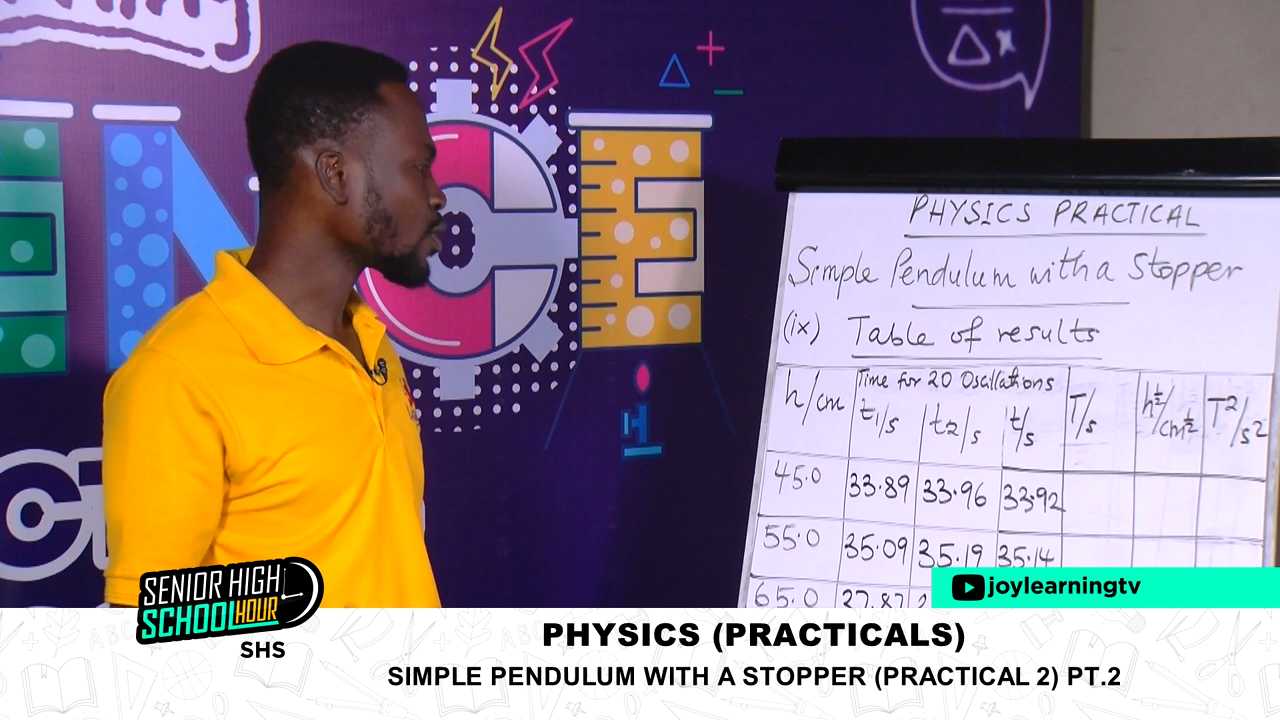 ENCE
PHYSICS PRACTICAL
Simple Pendulum with a Stopper
(ix) Table of results
h/cm Time for 20 Oscillations T/s h½/cm½ T²/s²
t1/s t2/s t/s
45.0 33.89 33.96 33.92
55.0 35.09 35.19 35.14
65.0
SENIOR HIGH
SCHOOL HOUR
SHS
joylearningtv
PHYSICS (PRACTICALS)
SIMPLE PENDULUM WITH A STOPPER (PRACTICAL 2) PT.2